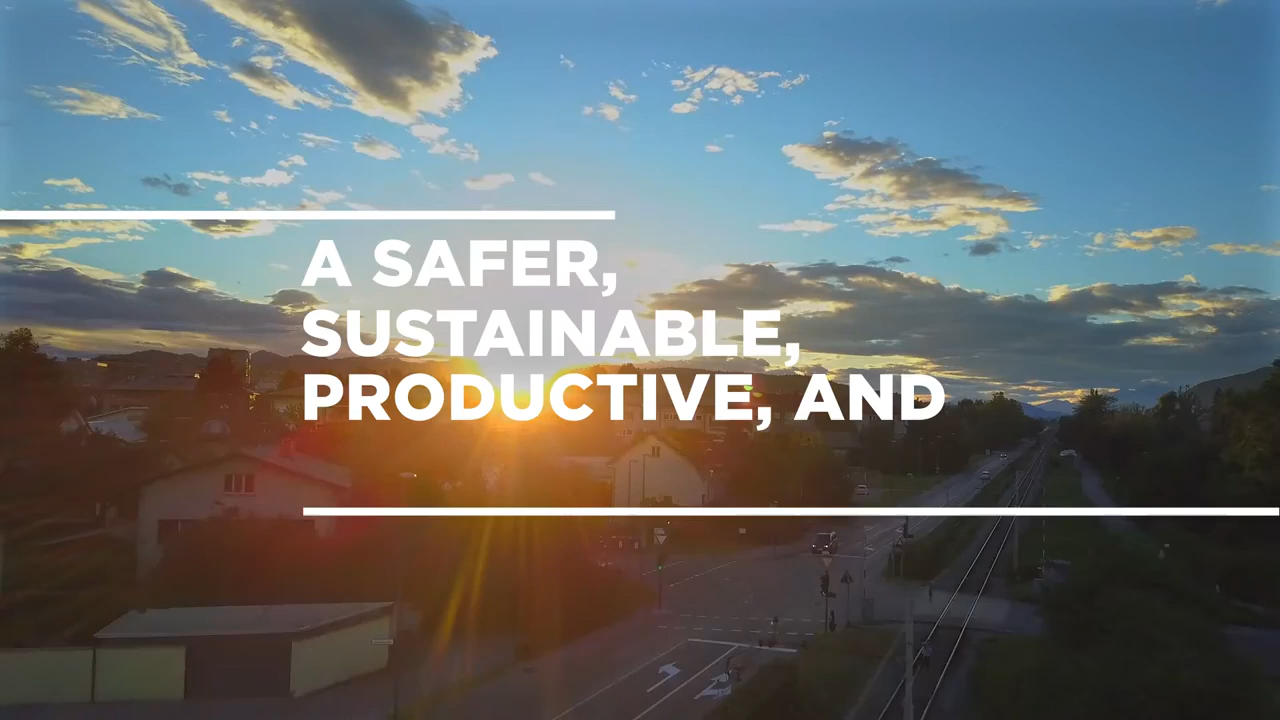 A SAFER,
SUSTAINABLE,
PRODUCTIVE, AND